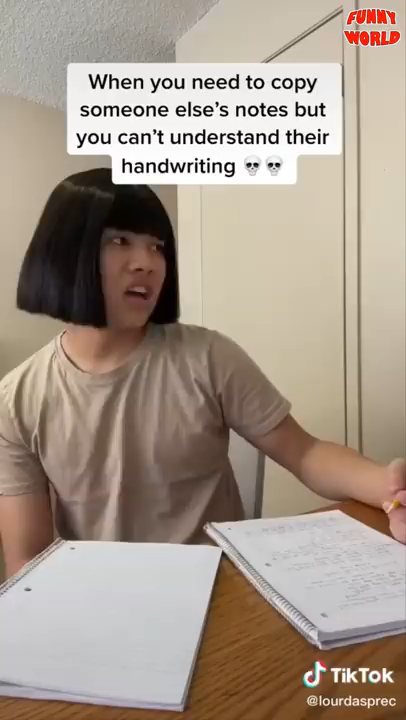 FUNNY
WORLD
When you need to copy
someone else's notes but
you can't understand their
handwriting 💀💀
TikTok
@lourdasprec